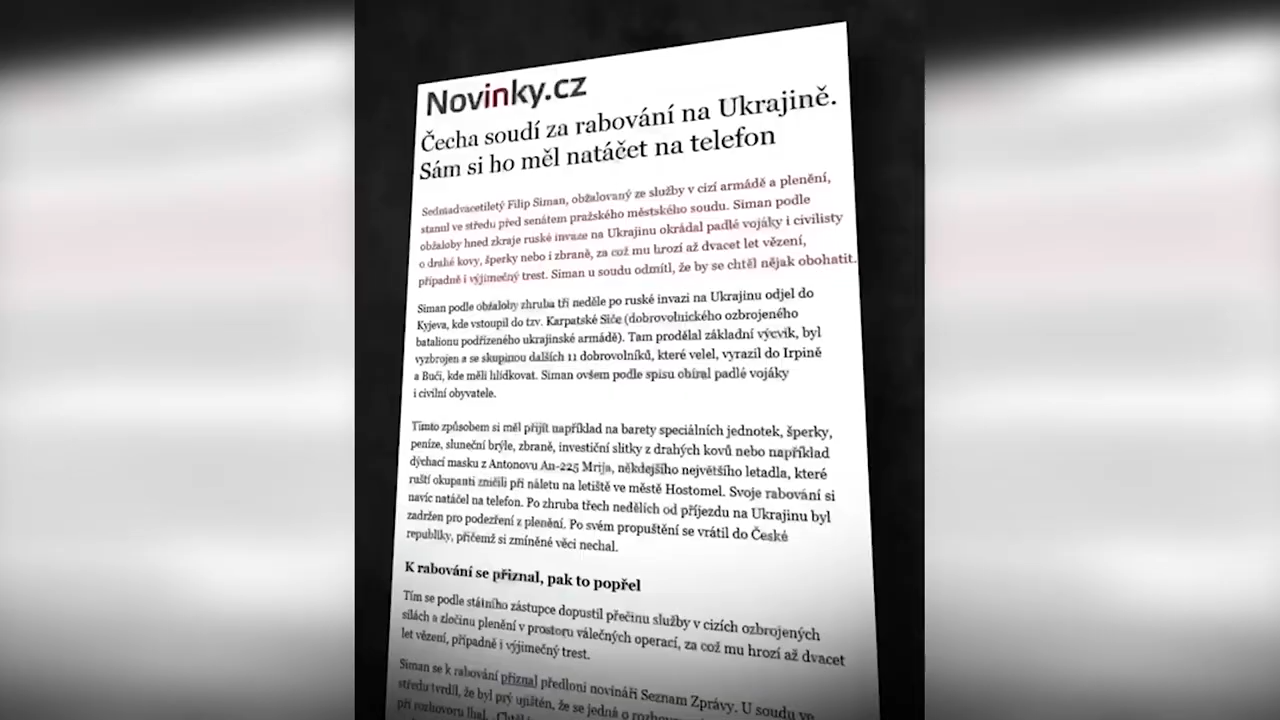 Novinky.cz
Čecha soudí za rabování na Ukrajině.
Sám si ho měl natáčet na telefon
Sedmadvacetiletý Filip Siman, obžalovaný ze služby v cizí armádě a plenění,
stanul ve středu před senátem pražského městského soudu. Siman podle
obžaloby hned zkraje ruské invaze na Ukrajinu okrádal padlé vojáky i civilisty
o drahé kovy, šperky nebo i zbraně, za což mu hrozí až dvacet let vězení,
případně i výjimečný trest. Siman u soudu odmítl, že by se chtěl nějak obohatit.
Siman podle obžaloby zhruba tři neděle po ruské invazi na Ukrajinu odjel do
Kyjeva, kde vstoupil do tzv. Karpatské Siče (dobrovolnického ozbrojeného
batalionu podřízeného ukrajinské armádě). Tam prodělal základní výcvik, byl
vyzbrojen a se skupinou dalších 11 dobrovolníků, které velel, vyrazil do Irpině
a Buči, kde měli hlídkovat. Siman ovšem podle spisu obíral padlé vojáky
i civilní obyvatele.
Tímto způsobem si měl přijít například na barety speciálních jednotek, šperky,
peníze, sluneční brýle, zbraně, investiční slitky z drahých kovů nebo například
dýchací masku z Antonovu An-225 Mrija, někdejšího největšího letadla, které
ruští okupanti zničili při náletu na letiště ve městě Hostomel. Svoje rabování si
navíc natáčel na telefon. Po zhruba třech nedělích od příjezdu na Ukrajinu byl
zadržen pro podezření z plenění. Po svém propuštění se vrátil do České
republiky, přičemž si zmíněné věci nechal.
K rabování se přiznal, pak to popřel
Tím se podle státního zástupce dopustil přečinu služby v cizích ozbrojených
silách a zločinu plenění v prostoru válečných operací, za což mu hrozí až dvacet
let vězení, případně i výjimečný trest.
Siman se k rabování přiznal předloni novináři Seznam Zprávy. U soudu ve
středu tvrdil, že byl prý ujištěn, že se jedná o
při rozhovoru lhal.